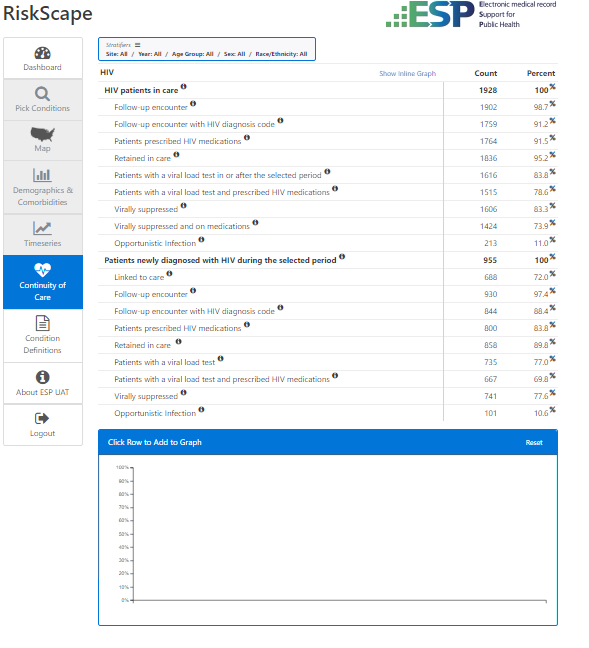 RiskScape
ESP
Electronic medical record
Support for
Public Health
Dashboard
Pick Conditions
Map
Demographics &
Comorbidities
Timeseries
Continuity of
Care
Condition
Definitions
About ESP UAT
Logout
Stratifiers
Site: All / Year: All / Age Group: All / Sex: All / Race/Ethnicity: All
HIV Show Inline Graph Count Percent
HIV patients in care 1928 100%
Follow-up encounter 1902 98.7%
Follow-up encounter with HIV diagnosis code 1759 91.2%
Patients prescribed HIV medications 1764 91.5%
Retained in care 1836 95.2%
Patients with a viral load test in or after the selected period 1616 83.8%
Patients with a viral load test and prescribed HIV medications 1515 78.6%
Virally suppressed 1606 83.3%
Virally suppressed and on medications 1424 73.9%
Opportunistic Infection 213 11.0%
Patients newly diagnosed with HIV during the selected period 955 100%
Linked to care 688 72.0%
Follow-up encounter 930 97.4%
Follow-up encounter with HIV diagnosis code 844 88.4%
Patients prescribed HIV medications 800 83.8%
Retained in care 858 89.8%
Patients with a viral load test 735 77.0%
Patients with a viral load test and prescribed HIV medications 667 69.8%
Virally suppressed 741 77.6%
Opportunistic Infection 101 10.6%
Click Row to Add to Graph Reset
100%
90%
80%
70%
60%
50%
40%
30%
20%
10%
0%